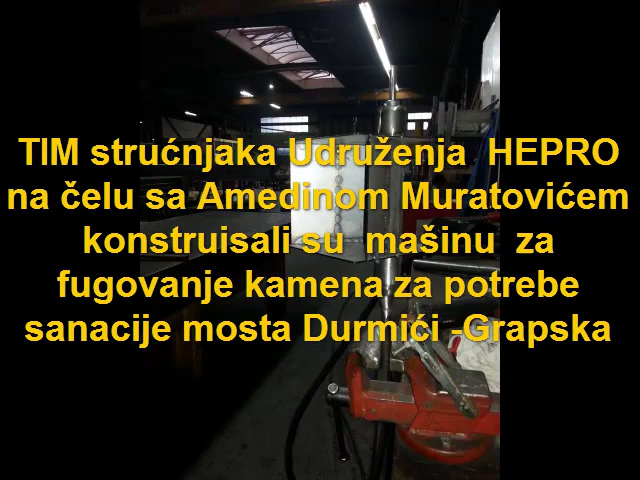 TIM strućnjaka Udruženja HEPRO
na čelu sa Amedinom Muratovićem
konstruisali su mašinu za
fugovanje kamena za potrebe
sanacije mosta Durmići -Grapska